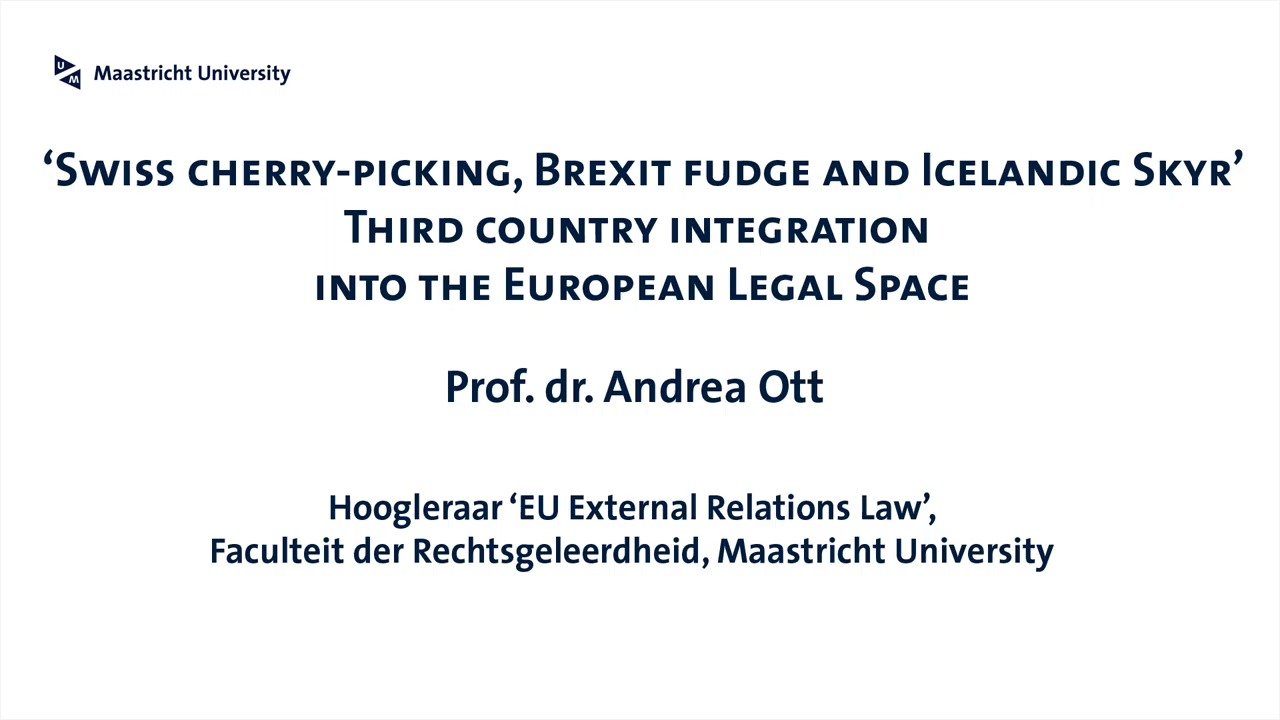 UM Maastricht University
‘Swiss cherry-picking, Brexit fudge and Icelandic Skyr’
Third country integration
into the European Legal Space
Prof. dr. Andrea Ott
Hoogleraar ‘EU External Relations Law’,
Faculteit der Rechtsgeleerdheid, Maastricht University